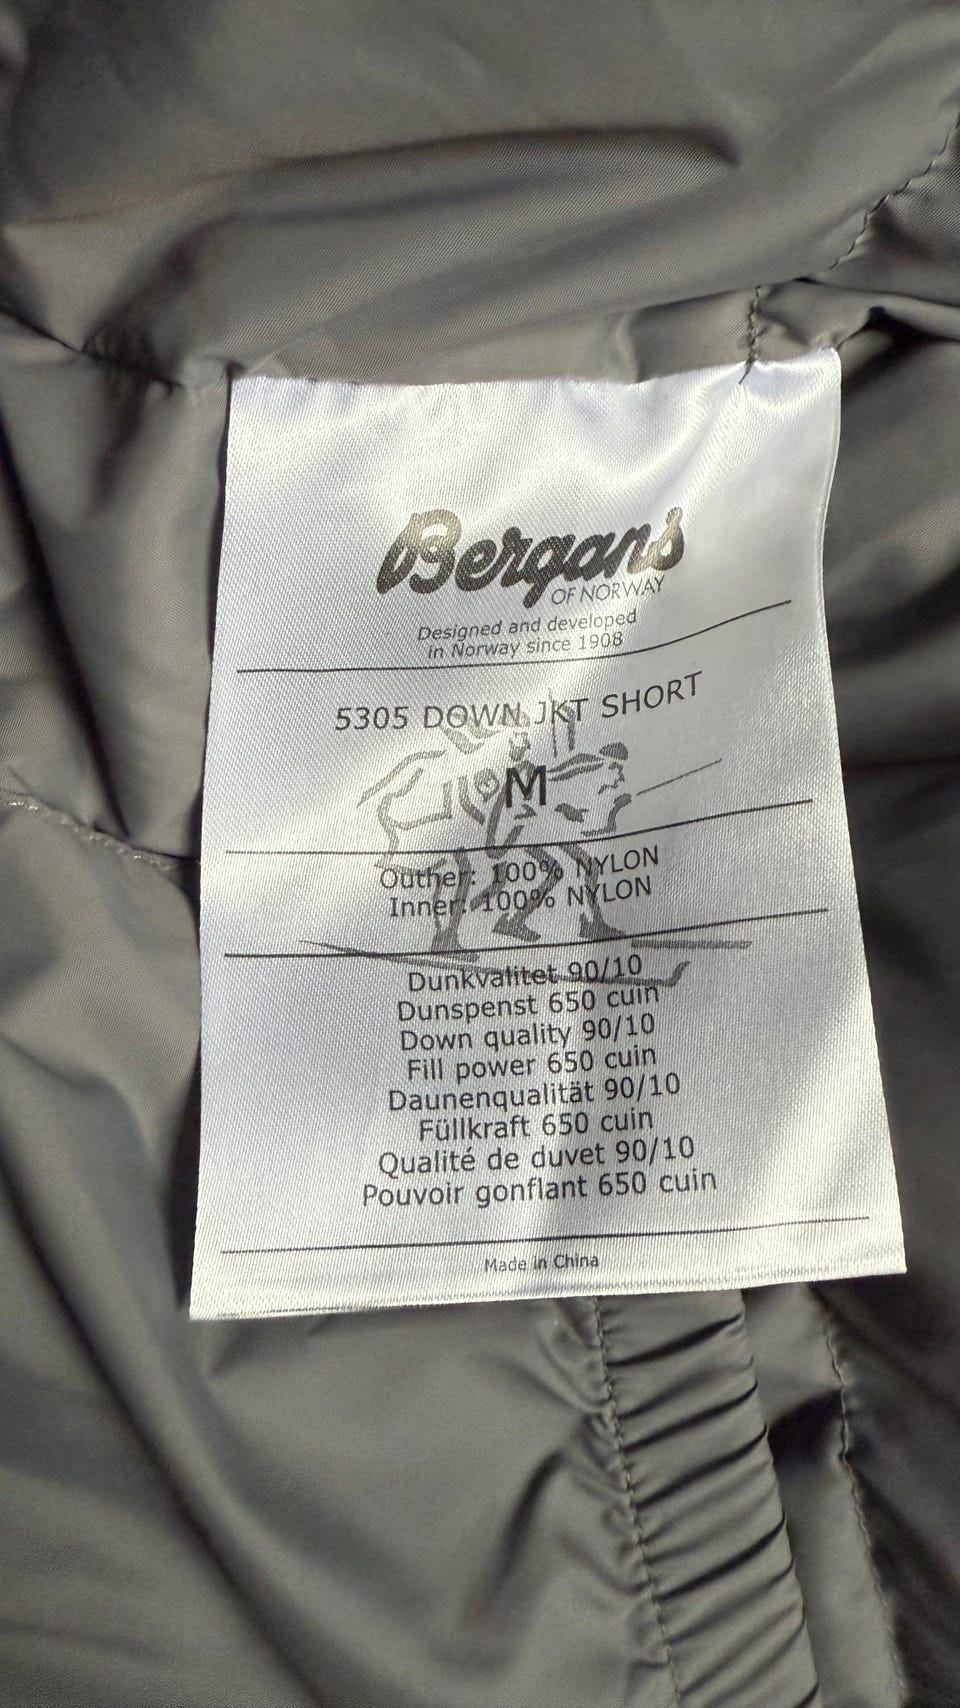 Bergans
OF NORWAY
Designed and developed
in Norway since 1908
5305 DOWN JKT SHORT
M
Outher: 100% NYLON
Inner: 100% NYLON
Dunkvalitet 90/10
Dunspenst 650 cuin
Down quality 90/10
Fill power 650 cuin
Daunenqualität 90/10
Füllkraft 650 cuin
Qualité de duvet 90/10
Pouvoir gonflant 650 cuin
Made in China